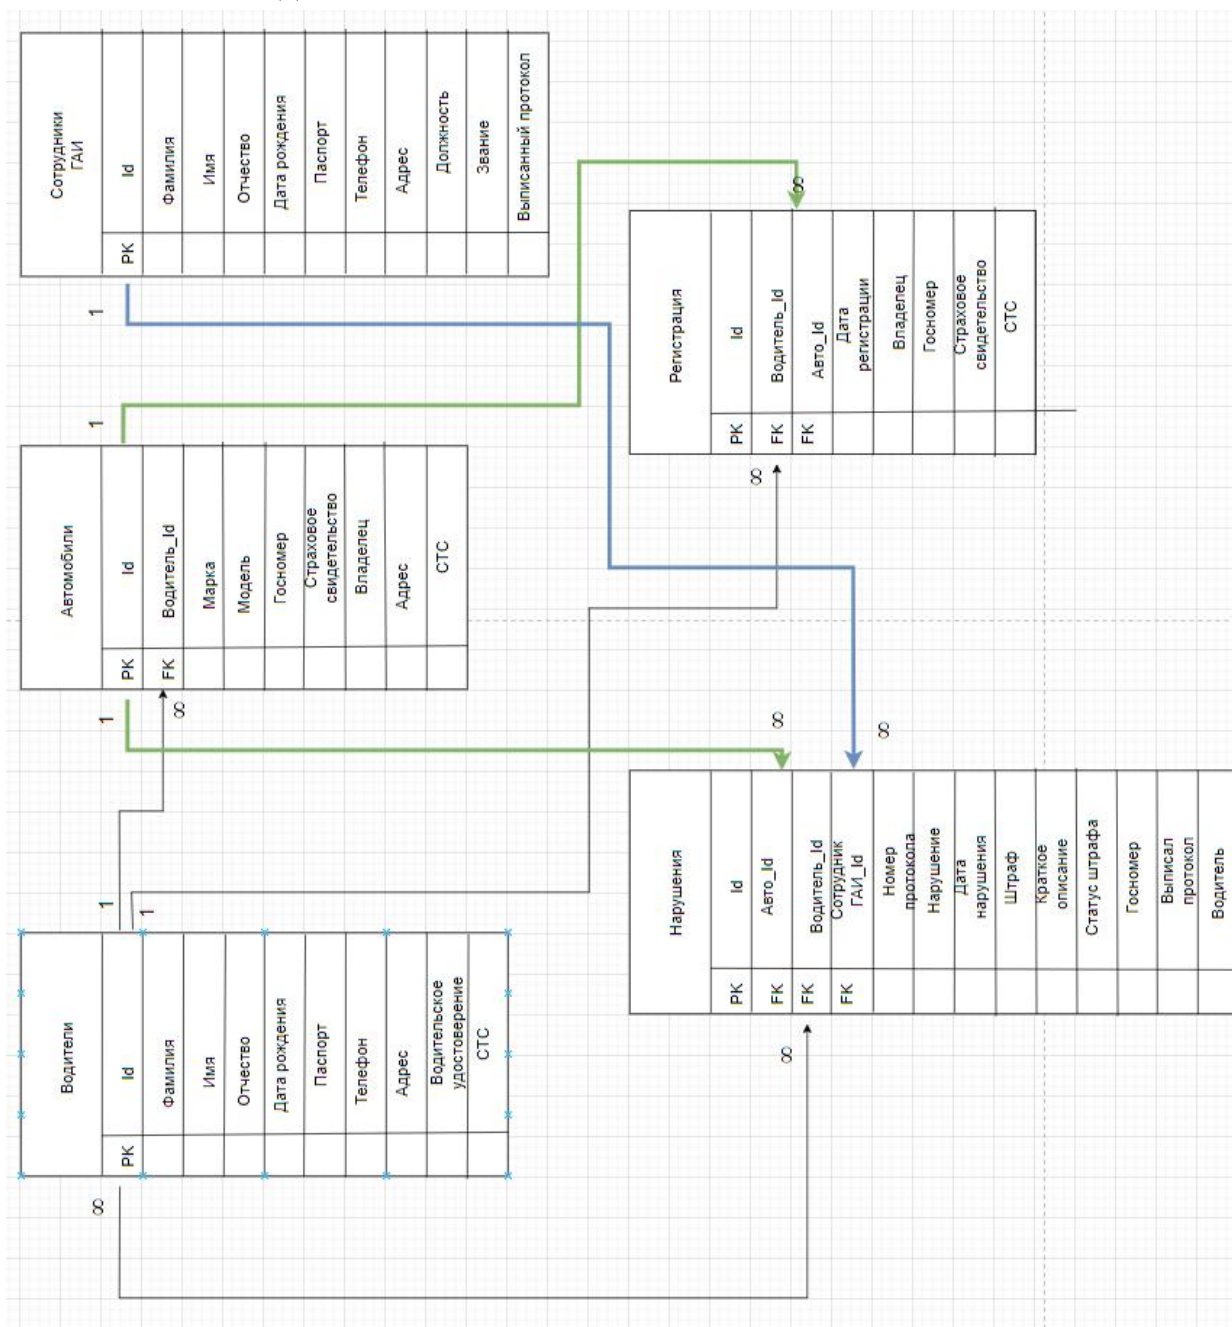 Водители
PK Id
Фамилия
Имя
Отчество
Дата рождения
Паспорт
Телефон
Адрес
Водительское
удостоверение
СТС
∞
1
1
Автомобили
PK Id
FK Водитель_Id
Марка
Модель
Госномер
Страховое
свидетельство
Владелец
Адрес
СТС
∞
1
1
Сотрудники
ГАИ
PK Id
Фамилия
Имя
Отчество
Дата рождения
Паспорт
Телефон
Адрес
Должность
Звание
Выписанный протокол
1
Нарушения
PK Id
FK Авто_Id
FK Водитель_Id
FK Сотрудник
ГАИ_Id
Номер
протокола
Нарушение
Дата
нарушения
Штраф
Краткое
описание
Статус штрафа
Госномер
Выписал
протокол
Водитель
∞
∞
∞
Регистрация
PK Id
FK Водитель_Id
FK Авто_Id
Дата
регистрации
Владелец
Госномер
Страховое
свидетельство
СТС
∞
∞